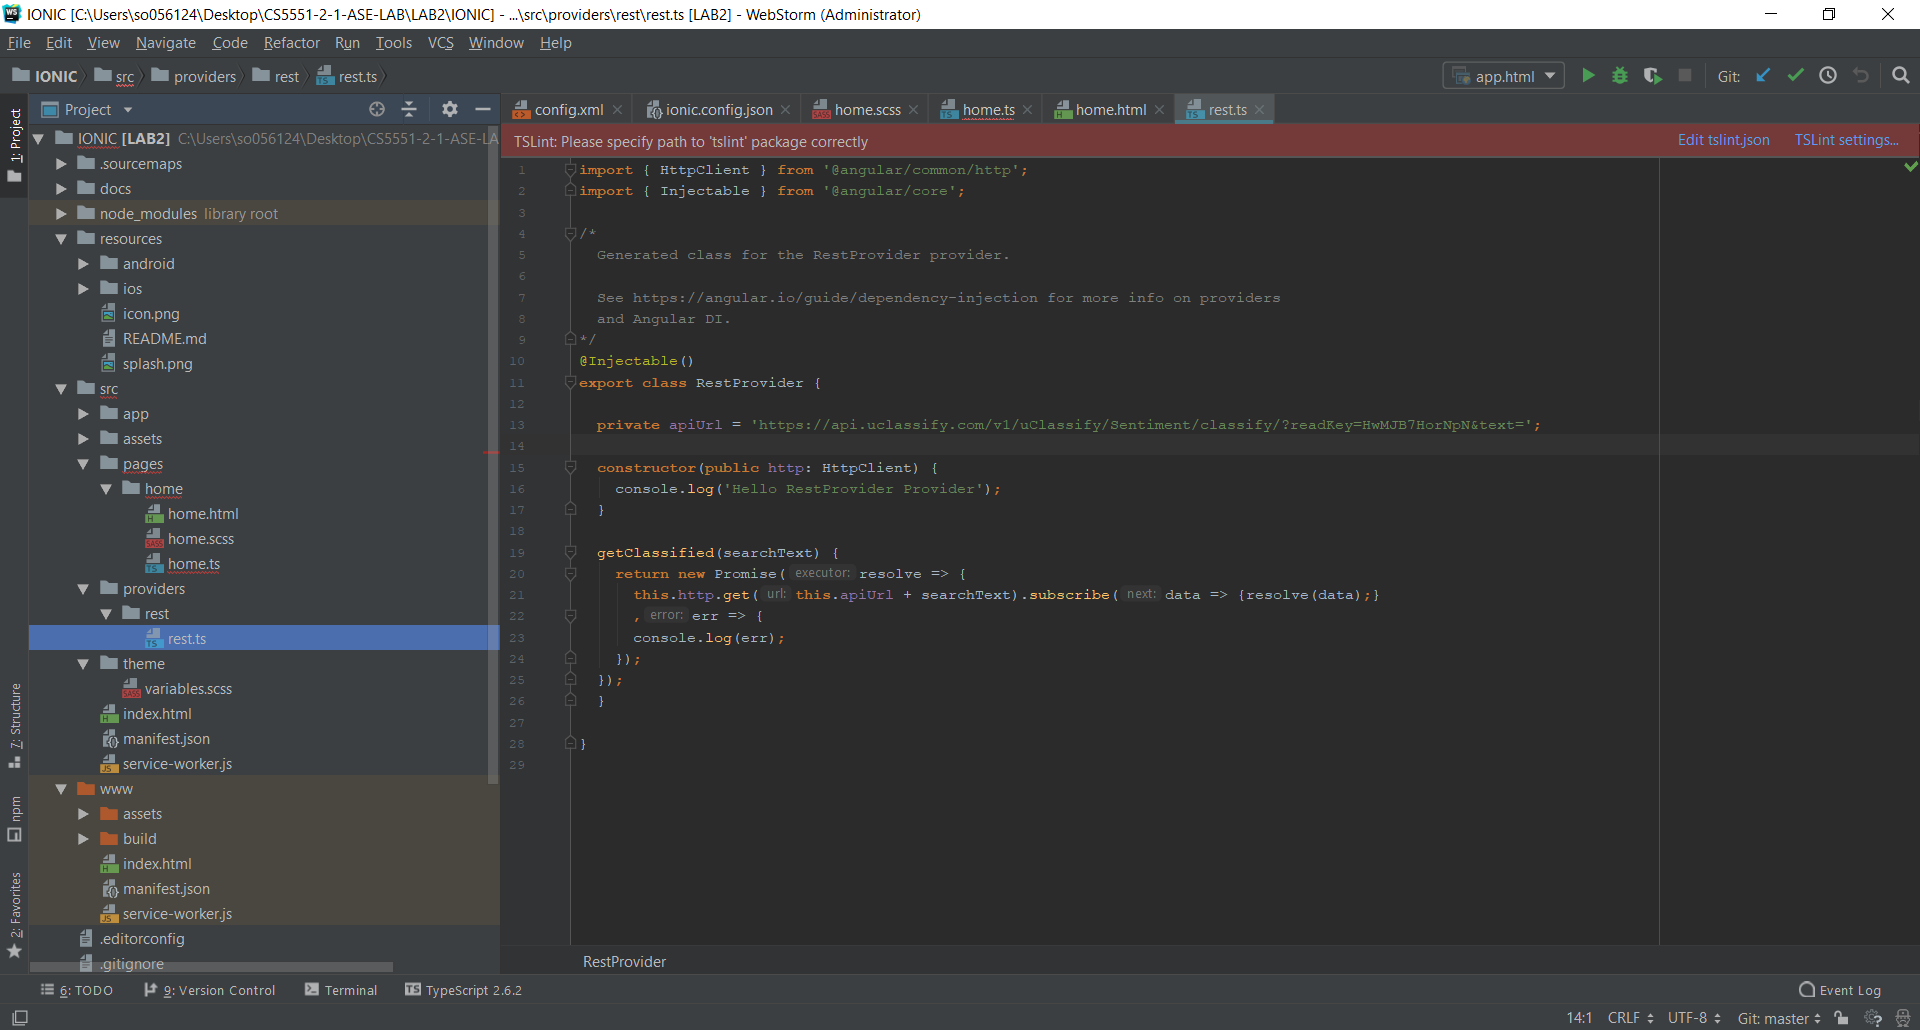 IONIC [C:\Users\so056124\Desktop\CS5551-2-1-ASE-LAB\LAB2\IONIC] - ...\src\providers\rest\rest.ts [LAB2] - WebStorm (Administrator)
File Edit View Navigate Code Refactor Run Tools VCS Window Help
IONIC src providers rest rest.ts
app.html
Git:
Project
config.xml ionic.config.json home.scss home.ts home.html rest.ts
TSLint: Please specify path to 'tslint' package correctly
Edit tslint.json TSLint settings...
1: Project
7: Structure
npm
2: Favorites
IONIC [LAB2] C:\Users\so056124\Desktop\CS5551-2-1-ASE-LA
.sourcemaps
docs
node_modules library root
resources
android
ios
icon.png
README.md
splash.png
src
app
assets
pages
home
home.html
home.scss
home.ts
providers
rest
rest.ts
theme
variables.scss
index.html
manifest.json
service-worker.js
www
assets
build
index.html
manifest.json
service-worker.js
.editorconfig
.gitignore
1 import { HttpClient } from '@angular/common/http';
2 import { Injectable } from '@angular/core';
3
4 /*
5 Generated class for the RestProvider provider.
6
7 See https://angular.io/guide/dependency-injection for more info on providers
8 and Angular DI.
9 */
10 @Injectable()
11 export class RestProvider {
12
13 private apiUrl = 'https://api.uclassify.com/v1/uClassify/Sentiment/classify/?readKey=HwMJB7HorNpN&text=';
14
15 constructor(public http: HttpClient) {
16 console.log('Hello RestProvider Provider');
17 }
18
19 getClassified(searchText) {
20 return new Promise( executor: resolve => {
21 this.http.get( url: this.apiUrl + searchText).subscribe( next: data => {resolve(data);}
22 , error: err => {
23 console.log(err);
24 });
25 });
26 }
27
28 }
29
RestProvider
6: TODO 9: Version Control Terminal TypeScript 2.6.2 Event Log
14:1 CRLF UTF-8 Git: master